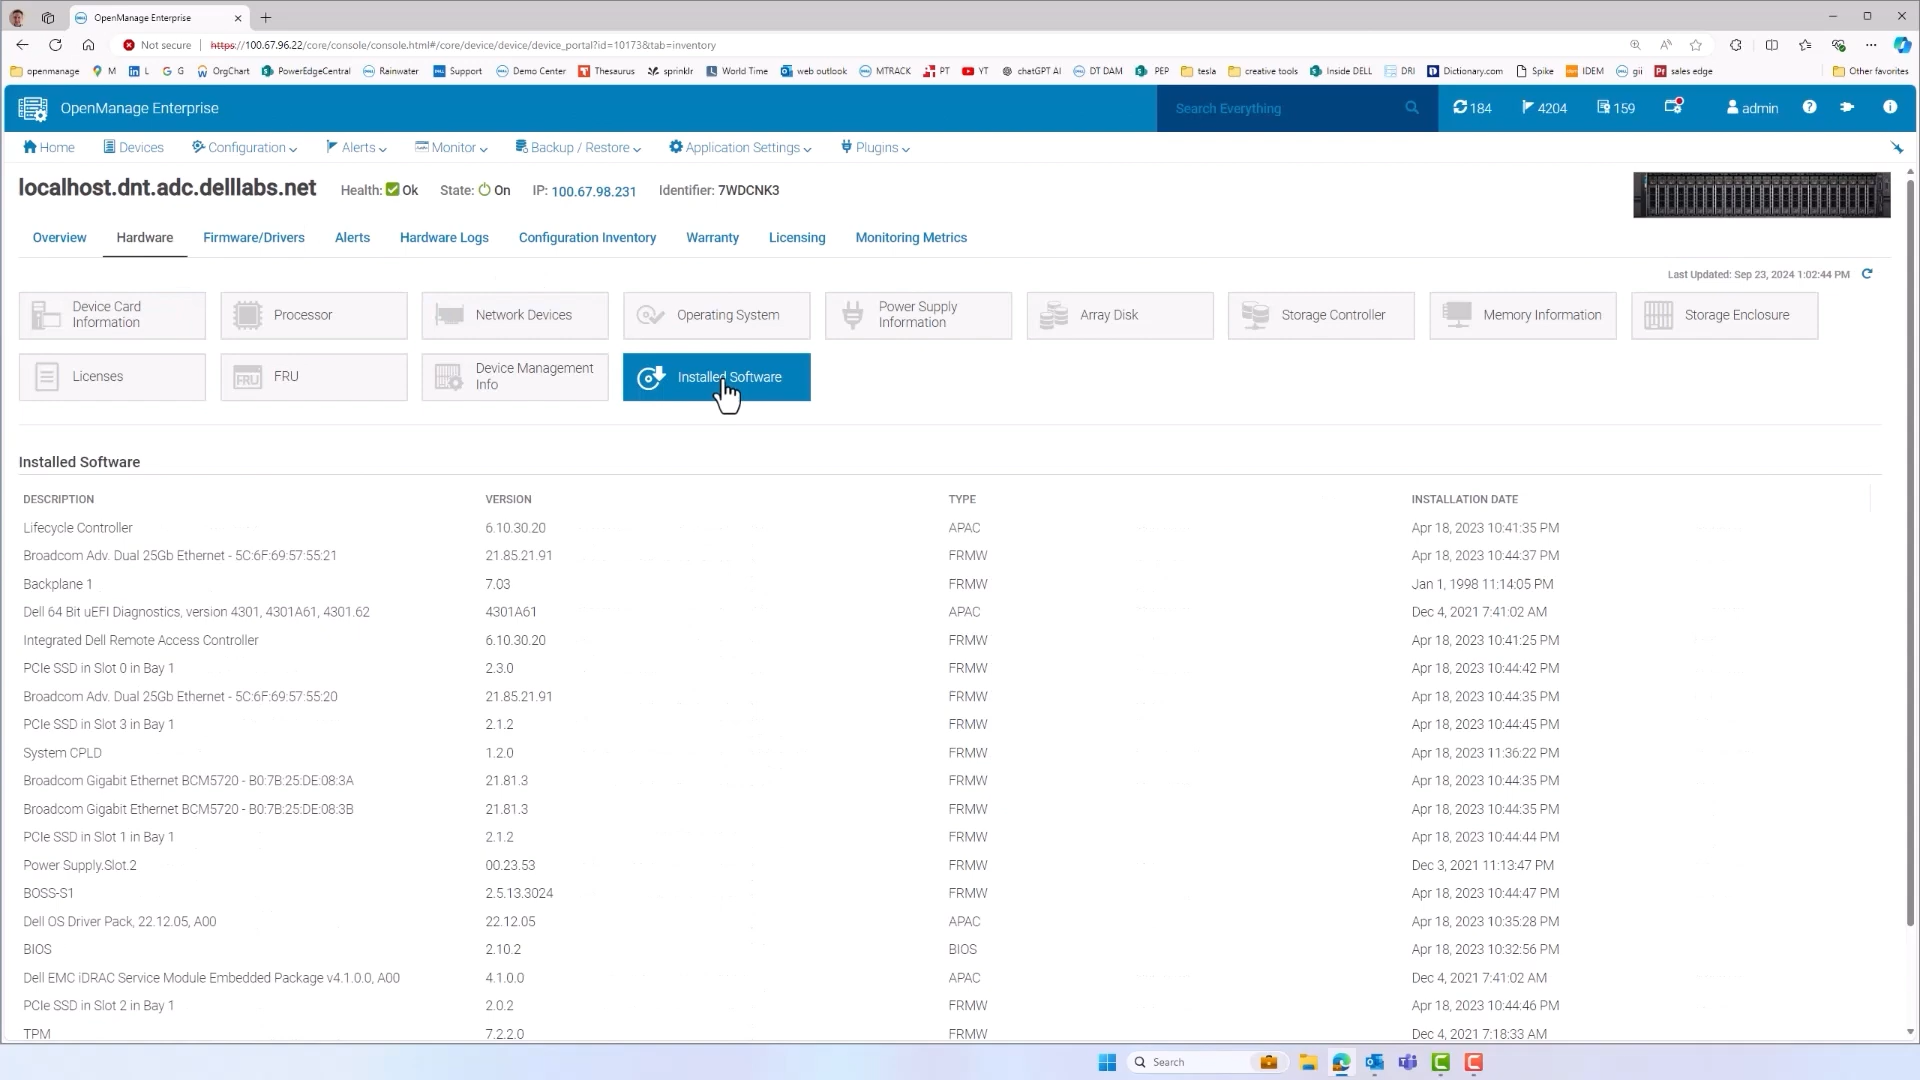 OpenManage Enterprise
Not secure https://100.67.96.22/core/console/console.html#/core/device/device_portal?id=10173&tab=inventory
openmanage M L G OrgChart PowerEdgeCentral Rainwater Support Demo Center Thesaurus sprinklr World Time web outlook MTRACK PT YT chatGPT AI DT DAM PEP tesla creative tools Inside DELL DRI Dictionary.com Spike IDEM gii sales edge Other favorites
OpenManage Enterprise Search Everything 184 4204 159 admin
Home Devices Configuration Alerts Monitor Backup / Restore Application Settings Plugins
localhost.dnt.adc.delllabs.net Health: Ok State: On IP: 100.67.98.231 Identifier: 7WDCNK3
Overview Hardware Firmware/Drivers Alerts Hardware Logs Configuration Inventory Warranty Licensing Monitoring Metrics
Last Updated: Sep 23, 2024 1:02:44 PM
Device Card Information Processor Network Devices Operating System Power Supply Information Array Disk Storage Controller Memory Information Storage Enclosure
Licenses FRU FRU Device Management Info Installed Software
Installed Software
DESCRIPTION VERSION TYPE INSTALLATION DATE
Lifecycle Controller 6.10.30.20 APAC Apr 18, 2023 10:41:35 PM
Broadcom Adv. Dual 25Gb Ethernet - 5C:6F:69:57:55:21 21.85.21.91 FRMW Apr 18, 2023 10:44:37 PM
Backplane 1 7.03 FRMW Jan 1, 1998 11:14:05 PM
Dell 64 Bit uEFI Diagnostics, version 4301, 4301A61, 4301.62 4301A61 APAC Dec 4, 2021 7:41:02 AM
Integrated Dell Remote Access Controller 6.10.30.20 FRMW Apr 18, 2023 10:41:25 PM
PCIe SSD in Slot 0 in Bay 1 2.3.0 FRMW Apr 18, 2023 10:44:42 PM
Broadcom Adv. Dual 25Gb Ethernet - 5C:6F:69:57:55:20 21.85.21.91 FRMW Apr 18, 2023 10:44:35 PM
PCIe SSD in Slot 3 in Bay 1 2.1.2 FRMW Apr 18, 2023 10:44:45 PM
System CPLD 1.2.0 FRMW Apr 18, 2023 11:36:22 PM
Broadcom Gigabit Ethernet BCM5720 - B0:7B:25:DE:08:3A 21.81.3 FRMW Apr 18, 2023 10:44:35 PM
Broadcom Gigabit Ethernet BCM5720 - B0:7B:25:DE:08:3B 21.81.3 FRMW Apr 18, 2023 10:44:35 PM
PCIe SSD in Slot 1 in Bay 1 2.1.2 FRMW Apr 18, 2023 10:44:44 PM
Power Supply.Slot.2 00.23.53 FRMW Dec 3, 2021 11:13:47 PM
BOSS-S1 2.5.13.3024 FRMW Apr 18, 2023 10:44:47 PM
Dell OS Driver Pack, 22.12.05, A00 22.12.05 APAC Apr 18, 2023 10:35:28 PM
BIOS 2.10.2 BIOS Apr 18, 2023 10:32:56 PM
Dell EMC iDRAC Service Module Embedded Package v4.1.0.0, A00 4.1.0.0 APAC Dec 4, 2021 7:41:02 AM
PCIe SSD in Slot 2 in Bay 1 2.0.2 FRMW Apr 18, 2023 10:44:46 PM
TPM 7.2.2.0 FRMW Dec 4, 2021 7:18:33 AM
Search